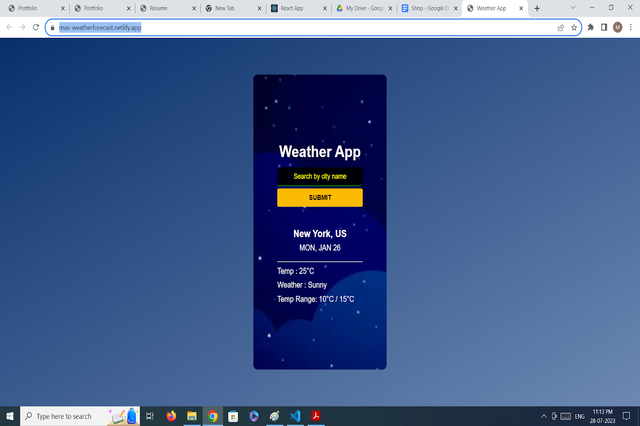 Portfolio
Portfolio
Resume
New Tab
React App
My Drive - Googl
Shop - Google D
Weather App
mas-weatherforecast.netlify.app
M
Weather App
Search by city name
SUBMIT
New York, US
MON, JAN 26
Temp : 25°C
Weather : Sunny
Temp Range: 10°C / 15°C
Type here to search
ENG
11:13 PM
28-07-2023